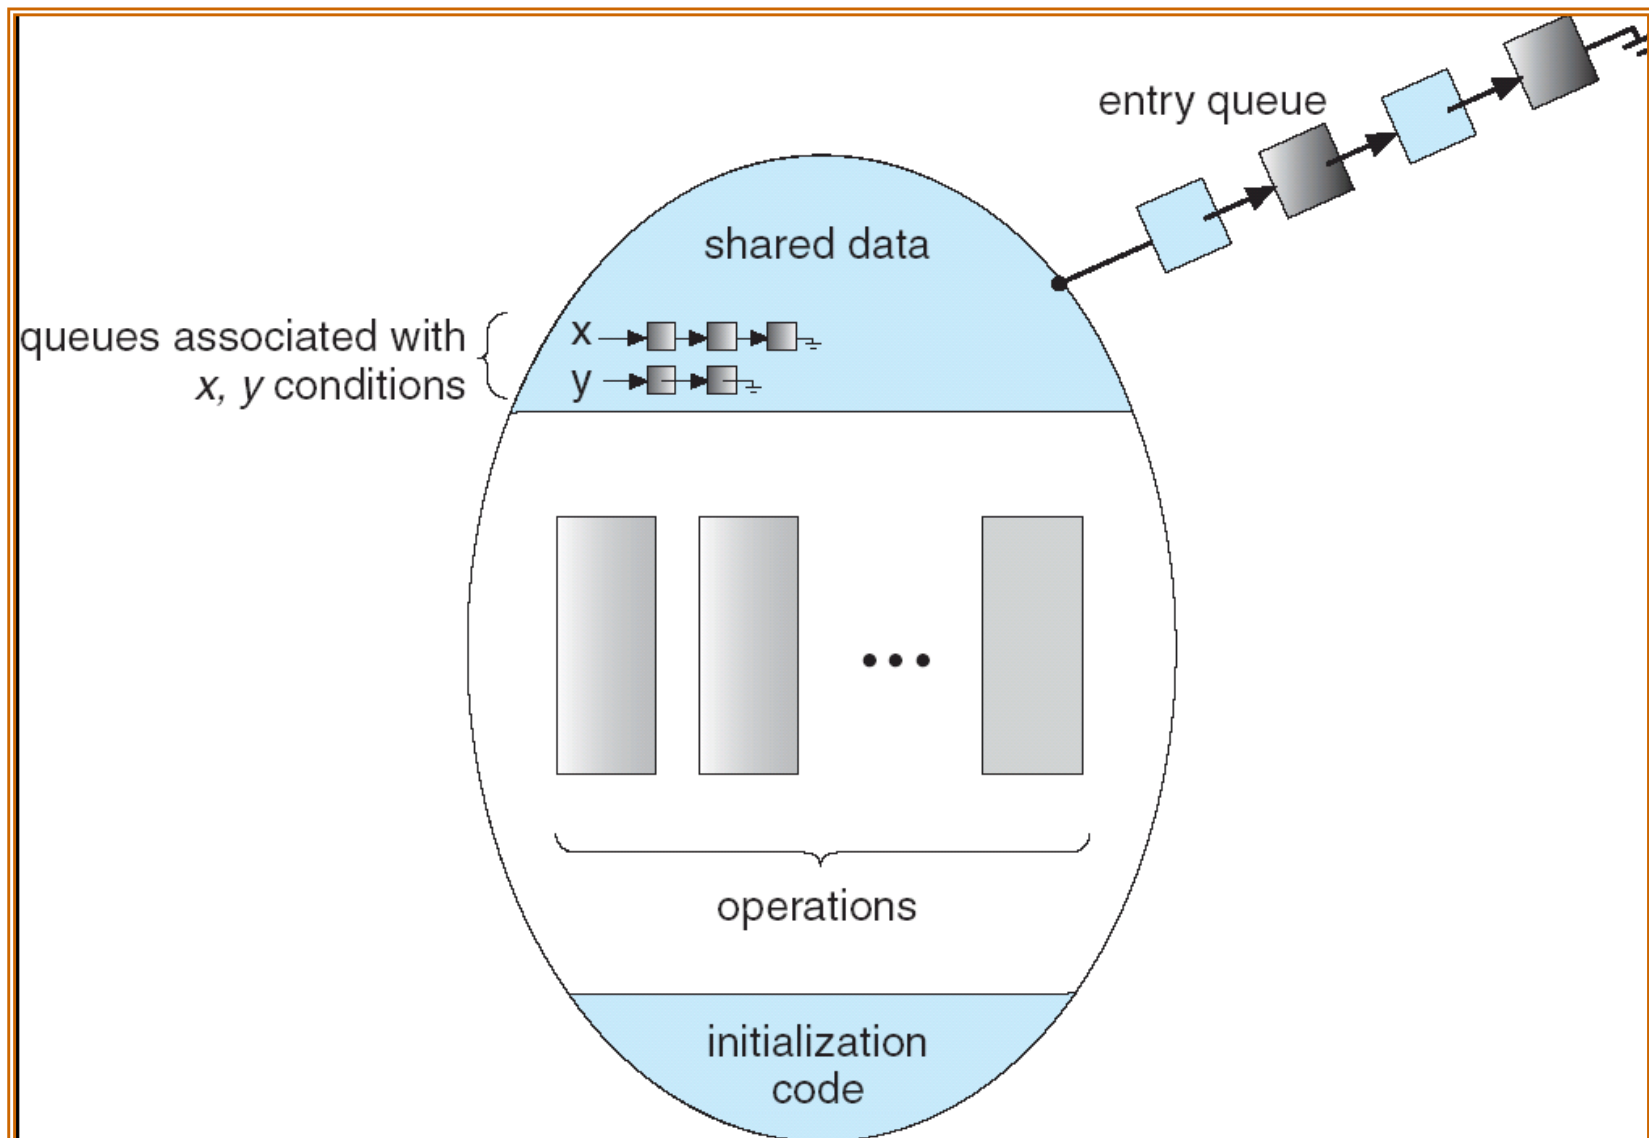 entry queue
shared data
queues associated with
x, y conditions
x
y
operations
initialization
code